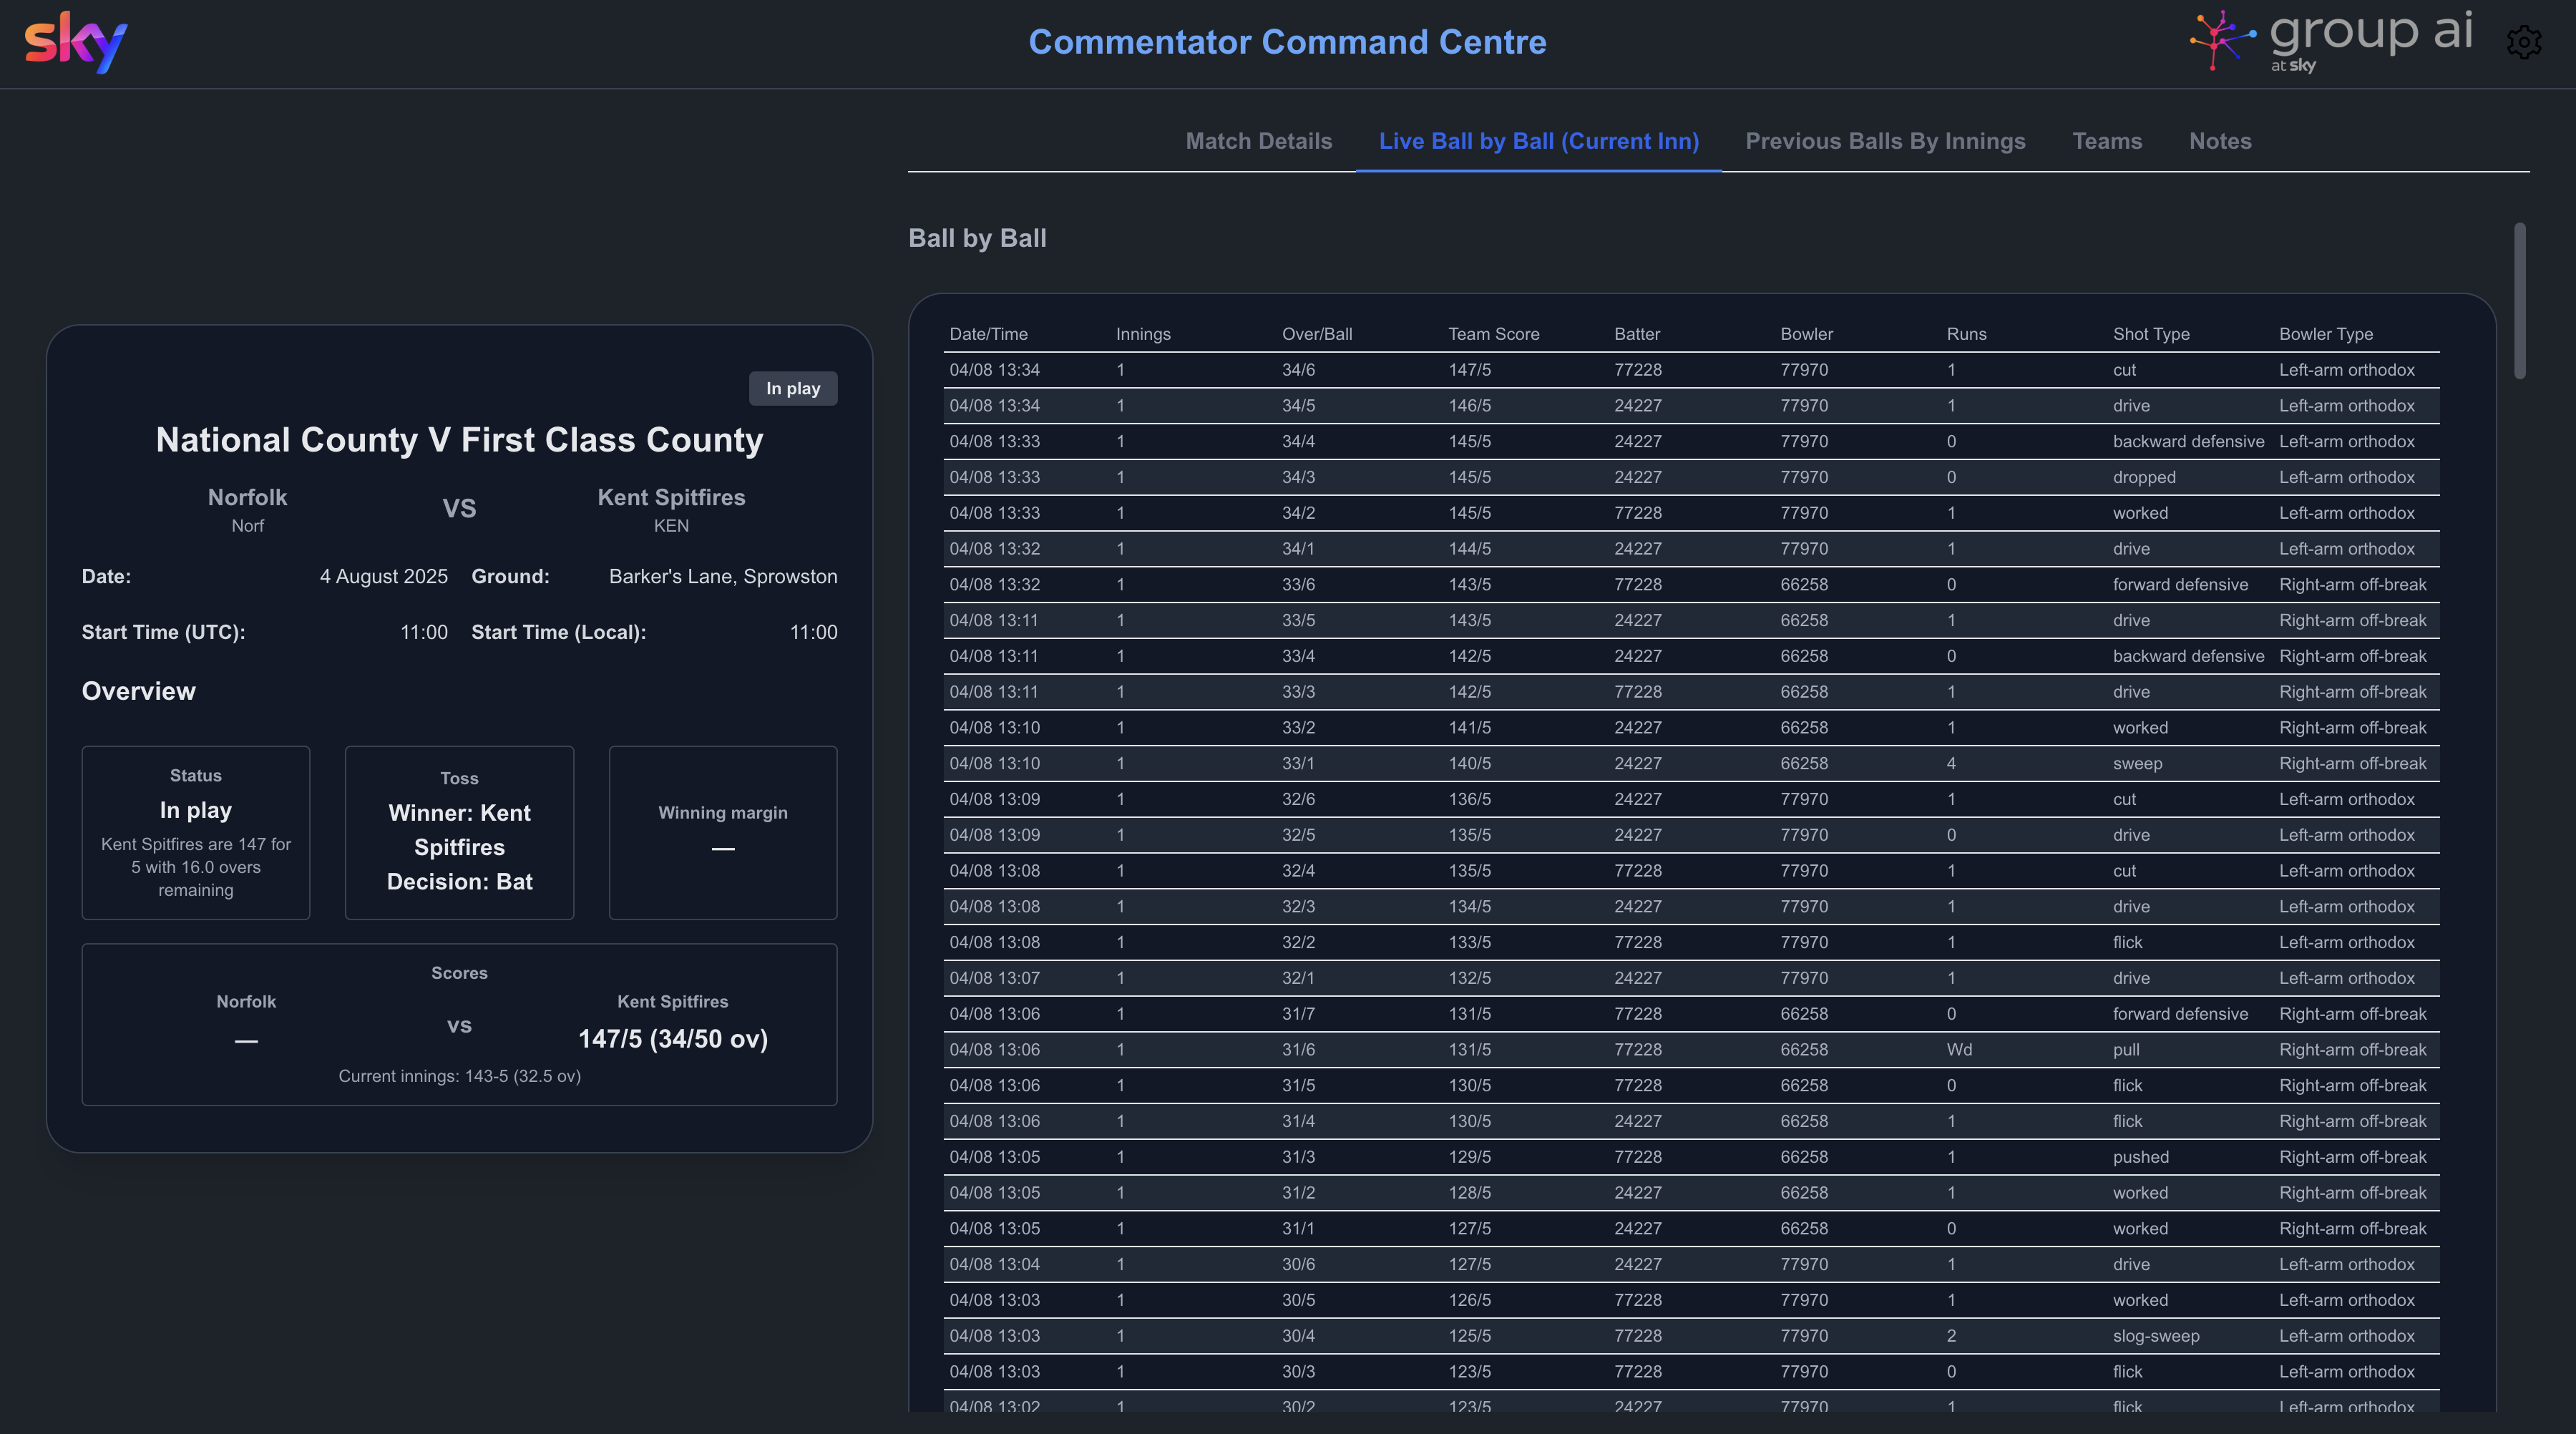 sky
Commentator Command Centre
group ai
at sky
Match Details Live Ball by Ball (Current Inn) Previous Balls By Innings Teams Notes
In play
National County V First Class County
Norfolk VS Kent Spitfires
Norf KEN
Date: 4 August 2025 Ground: Barker's Lane, Sprowston
Start Time (UTC): 11:00 Start Time (Local): 11:00
Overview
Status
In play
Kent Spitfires are 147 for
5 with 16.0 overs
remaining
Toss
Winner: Kent
Spitfires
Decision: Bat
Winning margin
—
Scores
Norfolk vs Kent Spitfires
— 147/5 (34/50 ov)
Current innings: 143-5 (32.5 ov)
Ball by Ball
Date/Time Innings Over/Ball Team Score Batter Bowler Runs Shot Type Bowler Type
04/08 13:34 1 34/6 147/5 77228 77970 1 cut Left-arm orthodox
04/08 13:34 1 34/5 146/5 24227 77970 1 drive Left-arm orthodox
04/08 13:33 1 34/4 145/5 24227 77970 0 backward defensive Left-arm orthodox
04/08 13:33 1 34/3 145/5 24227 77970 0 dropped Left-arm orthodox
04/08 13:33 1 34/2 145/5 77228 77970 1 worked Left-arm orthodox
04/08 13:32 1 34/1 144/5 24227 77970 1 drive Left-arm orthodox
04/08 13:32 1 33/6 143/5 77228 66258 0 forward defensive Right-arm off-break
04/08 13:11 1 33/5 143/5 24227 66258 1 drive Right-arm off-break
04/08 13:11 1 33/4 142/5 24227 66258 0 backward defensive Right-arm off-break
04/08 13:11 1 33/3 142/5 77228 66258 1 drive Right-arm off-break
04/08 13:10 1 33/2 141/5 24227 66258 1 worked Right-arm off-break
04/08 13:10 1 33/1 140/5 24227 66258 4 sweep Right-arm off-break
04/08 13:09 1 32/6 136/5 24227 77970 1 cut Left-arm orthodox
04/08 13:09 1 32/5 135/5 24227 77970 0 drive Left-arm orthodox
04/08 13:08 1 32/4 135/5 77228 77970 1 cut Left-arm orthodox
04/08 13:08 1 32/3 134/5 24227 77970 1 drive Left-arm orthodox
04/08 13:08 1 32/2 133/5 77228 77970 1 flick Left-arm orthodox
04/08 13:07 1 32/1 132/5 24227 77970 1 drive Left-arm orthodox
04/08 13:06 1 31/7 131/5 77228 66258 0 forward defensive Right-arm off-break
04/08 13:06 1 31/6 131/5 77228 66258 Wd pull Right-arm off-break
04/08 13:06 1 31/5 130/5 77228 66258 0 flick Right-arm off-break
04/08 13:06 1 31/4 130/5 24227 66258 1 flick Right-arm off-break
04/08 13:05 1 31/3 129/5 77228 66258 1 pushed Right-arm off-break
04/08 13:05 1 31/2 128/5 24227 66258 1 worked Right-arm off-break
04/08 13:05 1 31/1 127/5 24227 66258 0 worked Right-arm off-break
04/08 13:04 1 30/6 127/5 24227 77970 1 drive Left-arm orthodox
04/08 13:03 1 30/5 126/5 77228 77970 1 worked Left-arm orthodox
04/08 13:03 1 30/4 125/5 77228 77970 2 slog-sweep Left-arm orthodox
04/08 13:03 1 30/3 123/5 77228 77970 0 flick Left-arm orthodox
04/08 13:02 1 30/2 123/5 24227 77970 1 flick Left-arm orthodox